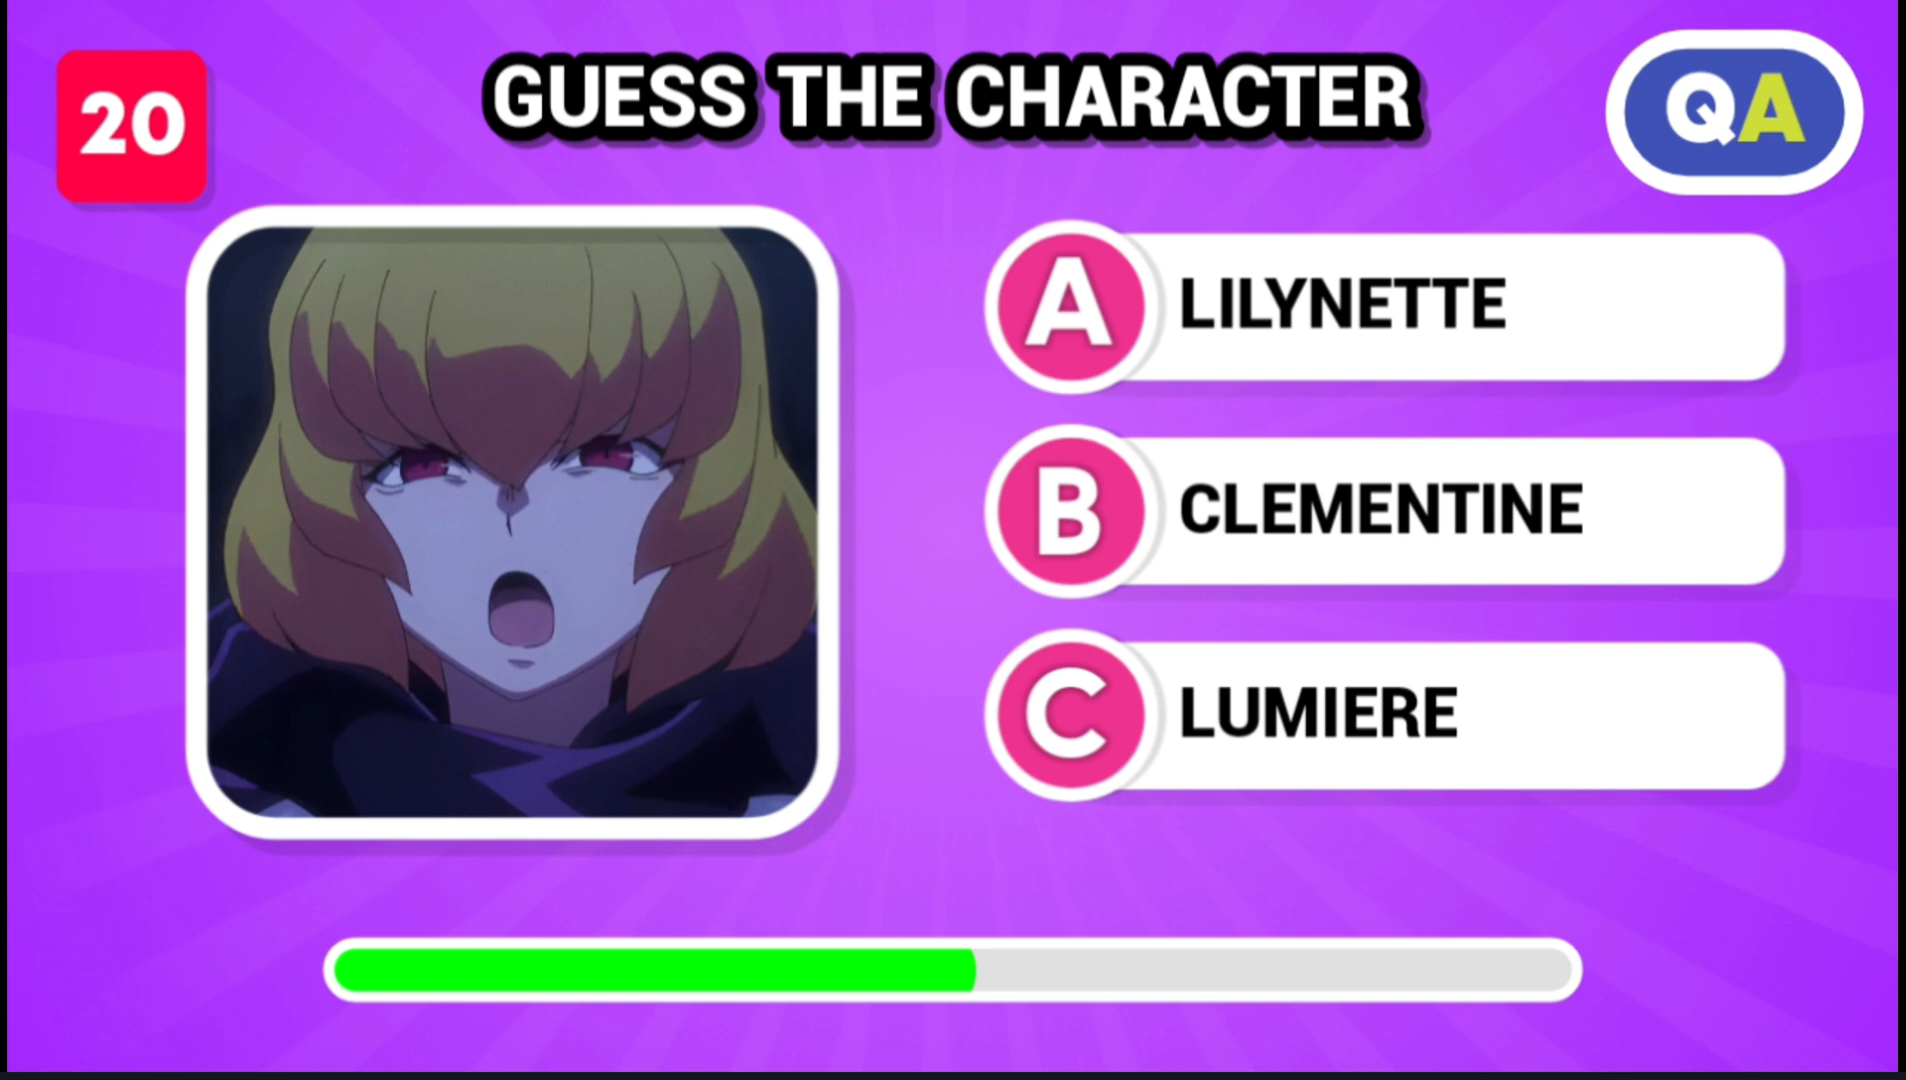 20
GUESS THE CHARACTER
QA
A LILYNETTE
B CLEMENTINE
C LUMIERE